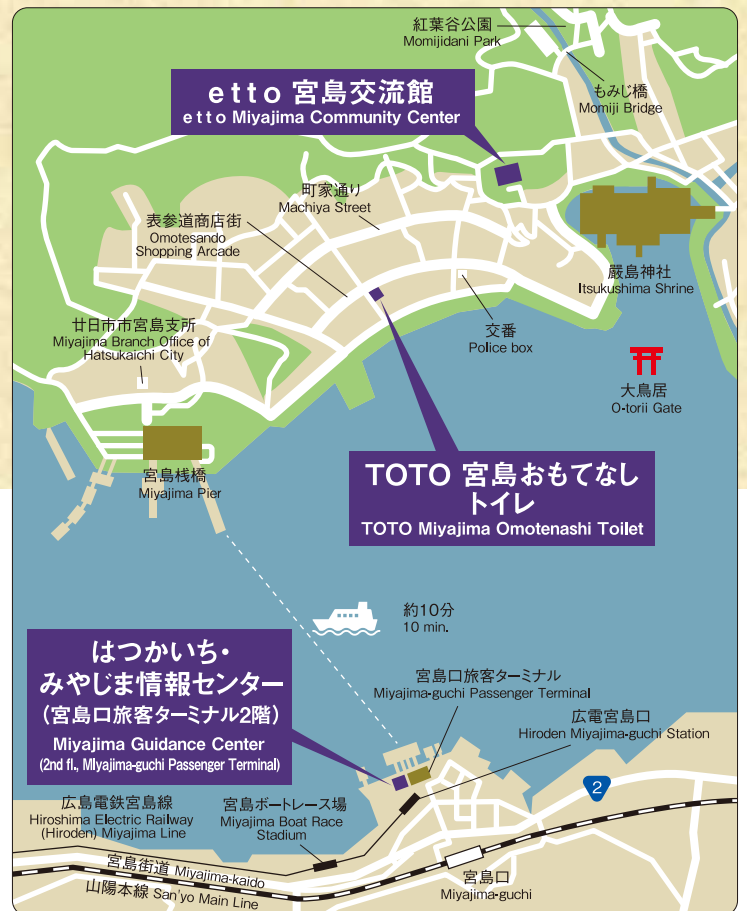 紅葉谷公園
Momijidani Park
etto 宮島交流館
etto Miyajima Community Center
もみじ橋
Momiji Bridge
町家通り
Machiya Street
表参道商店街
Omotesando
Shopping Arcade
嚴島神社
Itsukushima Shrine
廿日市市宮島支所
Miyajima Branch Office of
Hatsukaichi City
交番
Police box
大鳥居
O-torii Gate
宮島桟橋
Miyajima Pier
TOTO 宮島おもてなし
トイレ
TOTO Miyajima Omotenashi Toilet
約10分
10 min.
はつかいち・
みやじま情報センター
(宮島口旅客ターミナル2階)
Miyajima Guidance Center
(2nd fl., Miyajima-guchi Passenger Terminal)
宮島口旅客ターミナル
Miyajima-guchi Passenger Terminal
広電宮島口
Hiroden Miyajima-guchi Station
2
広島電鉄宮島線
Hiroshima Electric Railway
(Hiroden) Miyajima Line
宮島ボートレース場
Miyajima Boat Race
Stadium
宮島街道 Miyajima-kaido
山陽本線 San'yo Main Line
宮島口
Miyajima-guchi